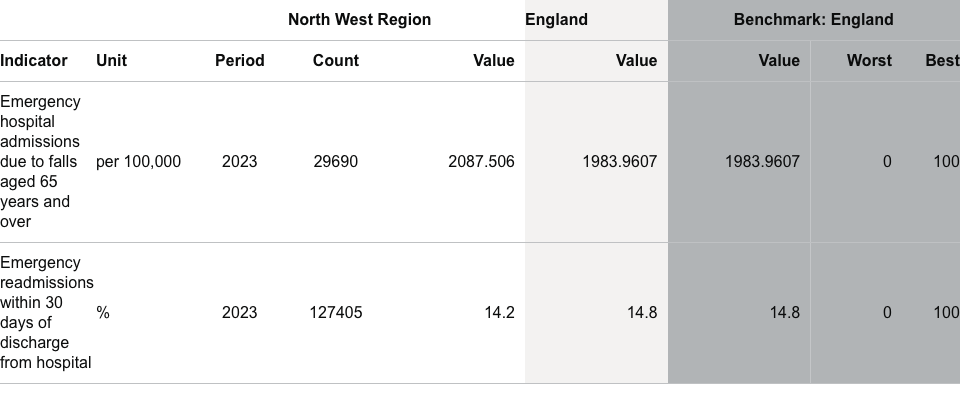 North West Region England Benchmark: England
Indicator Unit Period Count Value Value Value Worst Best
Emergency
hospital
admissions
due to falls per 100,000 2023 29690 2087.506 1983.9607 1983.9607 0 100
aged 65
years and
over
Emergency
readmissions
within 30
days of % 2023 127405 14.2 14.8 14.8 0 100
discharge
from hospital